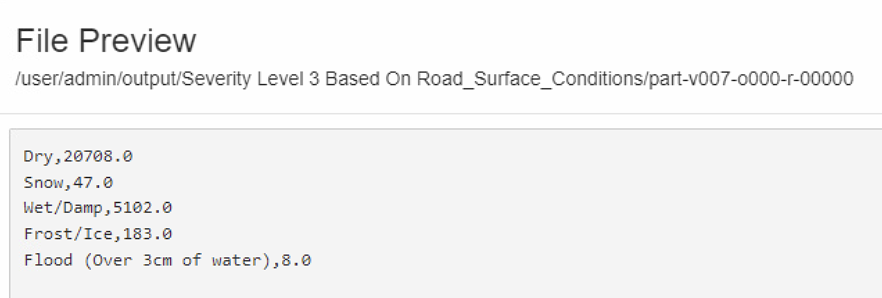 File Preview
/user/admin/output/Severity Level 3 Based On Road_Surface_Conditions/part-v007-o000-r-00000
Dry,20708.0
Snow,47.0
Wet/Damp,5102.0
Frost/Ice,183.0
Flood (Over 3cm of water),8.0